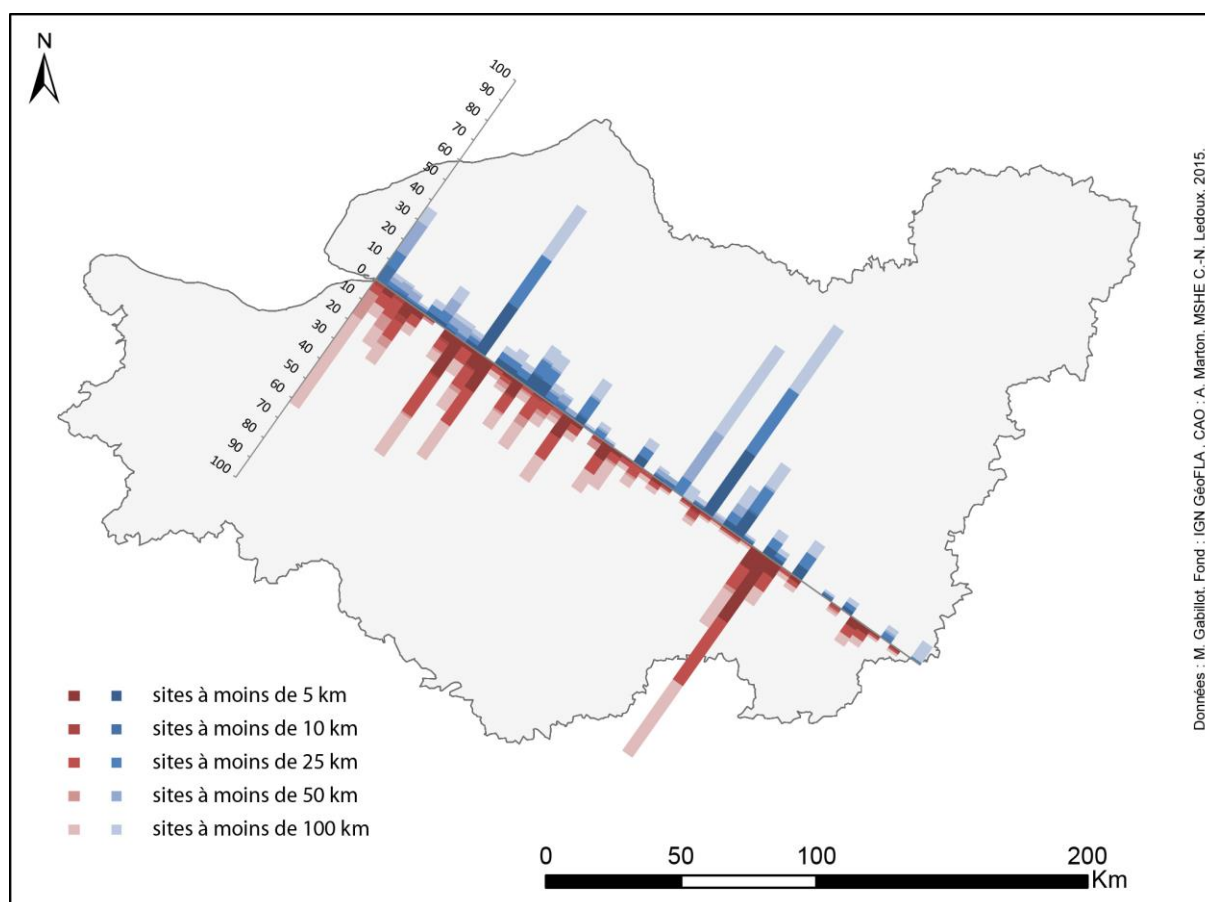 N
100
90
80
70
60
50
40
30
20
10
0
10
20
30
40
50
60
70
80
90
100
sites à moins de 5 km
sites à moins de 10 km
sites à moins de 25 km
sites à moins de 50 km
sites à moins de 100 km
0 50 100 200
Km
Données : M. Gabillot. Fond : IGN GéoFLA , CAO : A. Marton. MSHE C.-N. Ledoux, 2015.